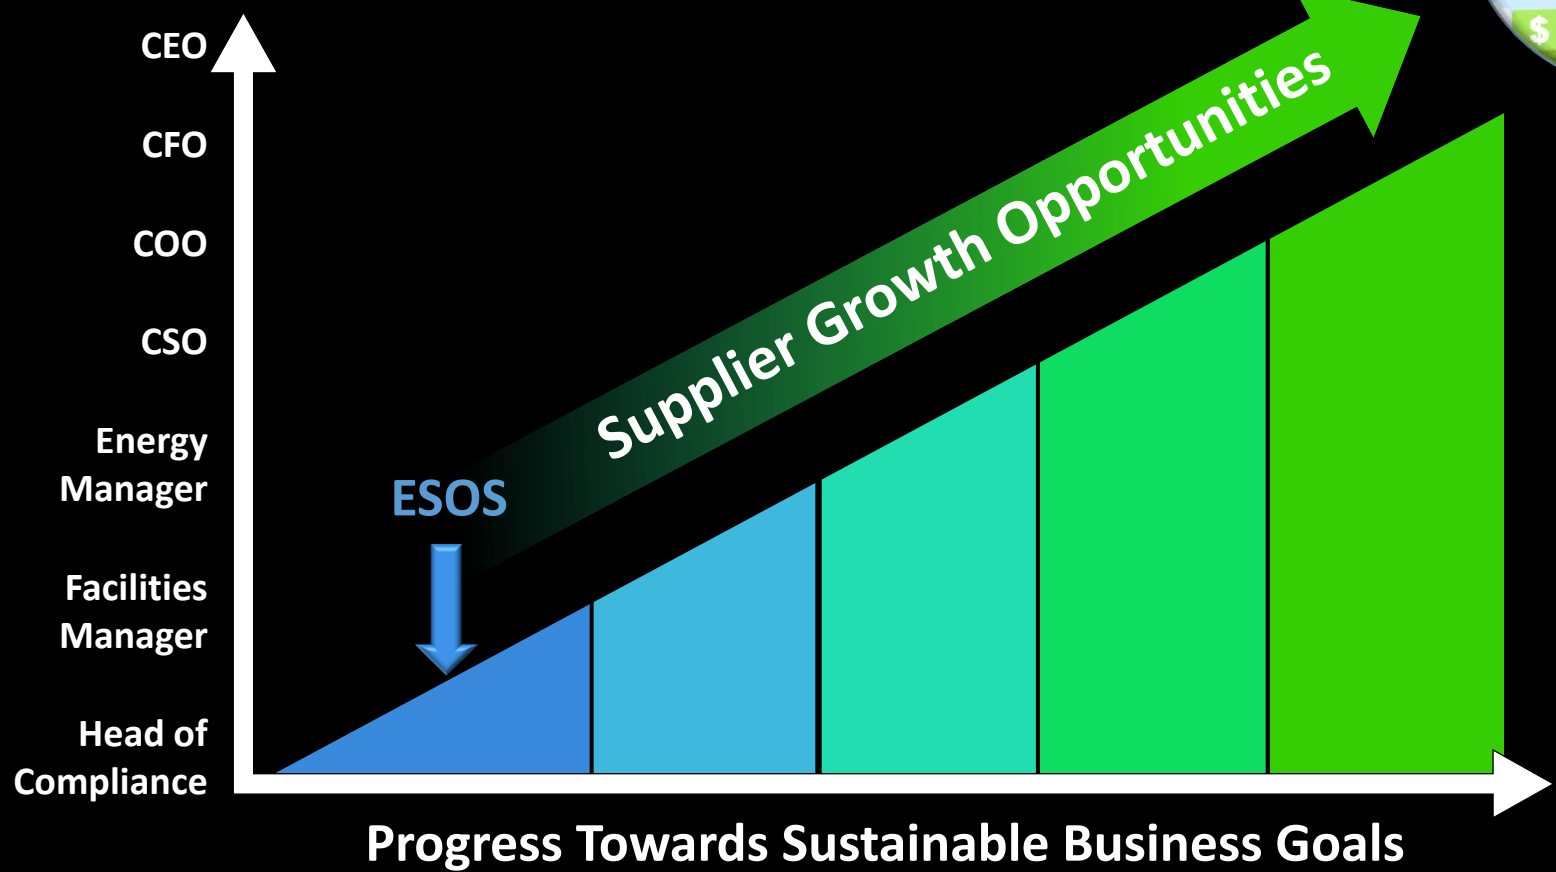 CEO
CFO
COO
CSO
Energy
Manager
Facilities
Manager
Head of
Compliance
ESOS
Supplier Growth Opportunities
$
Progress Towards Sustainable Business Goals